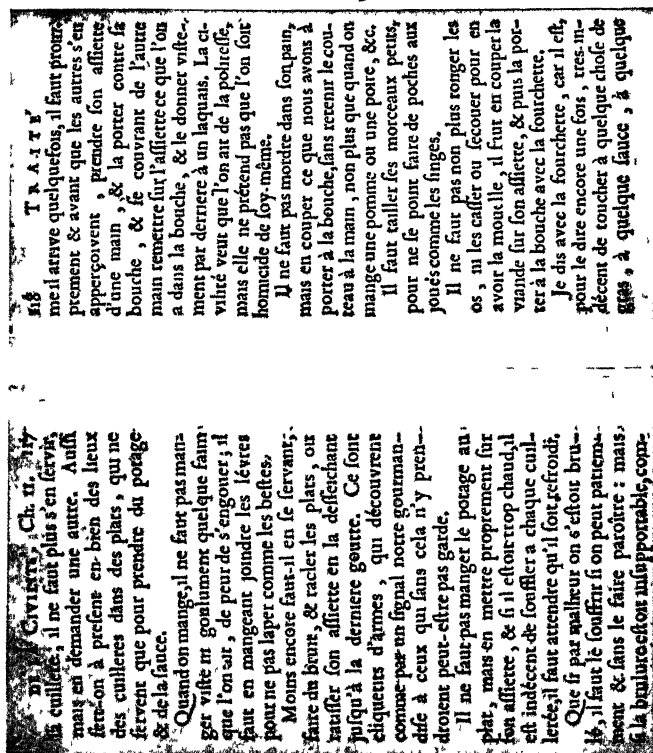 DE LA CIVILITÉ, Ch. II. 117
ſa cuillere, il ne faut plus s'en ſervir,
mais en demander une autre. Auſſi
ſert-on à preſent en bien des lieux
des cuilleres dans des plats, qui ne
ſervent que pour prendre du potage
& de la ſauce.
Quand on mange, il ne faut pas man-
ger viſte ni goulument quelque faim
que l'on ait, de peur de s'engouer; il
faut en mangeant joindre les lévres
pour ne pas laper comme les beſtes.
Moins encore faut-il en ſe ſervant,
faire du bruit, & racler les plats, ou
ratiſſer ſon aſſiette en la deſſeichant
juſqu'à la derniere goutte. Ce ſont
cliquetis d'armes, qui découvrent
comme par un ſignal notre gourman-
diſe à ceux qui ſans cela n'y pren-
droient peut-eſtre pas garde.
Il ne faut pas manger le potage au
plat, mais en mettre proprement ſur
ſon aſſiette, & ſi il eſtoit trop chaud, il
eſt indécent de ſouffler a chaque cuil-
lerée, il faut attendre qu'il ſoit refroidi,
Que ſi par malheur on s'eſtoit bru-
lé, il faut le ſouffrir ſi on peut patiem-
ment & ſans le faire paroître : mais
ſi la brulure eſtoit inſupportable, com-
118 TRAITÉ
me il arrive quelquefois, il faut prom-
ptement & avant que les autres s'en
apperçoivent, prendre ſon aſſiette
d'une main, & la porter contre ſa
bouche, & ſe couvrant de l'autre
main remettre ſur l'aſſiette ce que l'on
a dans la bouche, & le donner viſte-
ment par derriere à un laquais. La ci-
vilité veut que l'on ait de la politeſſe,
mais elle ne prétend pas que l'on ſoit
homicide de ſoy-même.
Il ne faut pas mordre dans ſon pain,
mais en couper ce que nous avons à
porter à la bouche, ſans retenir le cou-
teau à la main, non plus que quand on
mange une pomme ou une poire, &c.
Il faut tailler ſes morceaux petits,
pour ne ſe point faire de poches aux
jouës comme les ſinges.
Il ne faut pas non plus ronger les
os, ni les caſſer ou ſecouer pour en
avoir la mouelle, il faut en couper la
viande ſur ſon aſſiette, & puis la por-
ter à la bouche avec la fourchette.
Je dis avec la fourchette, car il eſt,
pour le dire encore une fois, tres-in-
décent de toucher à quelque choſe de
gras, à quelque ſauce, à quelque